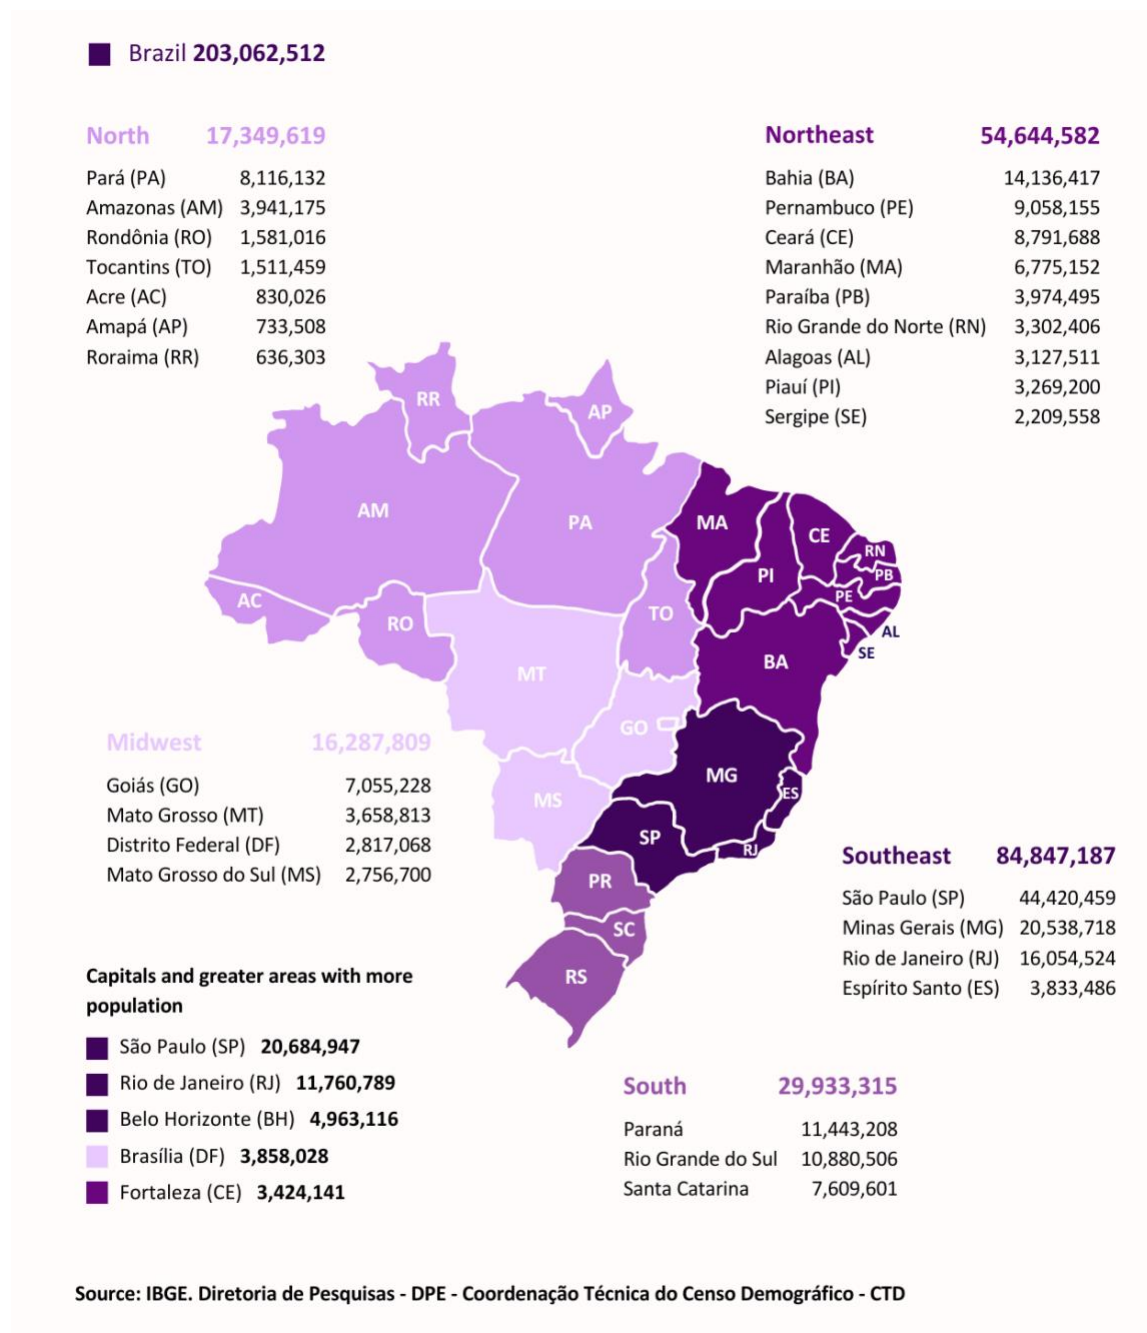 Brazil 203,062,512
North 17,349,619
Pará (PA) 8,116,132
Amazonas (AM) 3,941,175
Rondônia (RO) 1,581,016
Tocantins (TO) 1,511,459
Acre (AC) 830,026
Amapá (AP) 733,508
Roraima (RR) 636,303
Northeast 54,644,582
Bahia (BA) 14,136,417
Pernambuco (PE) 9,058,155
Ceará (CE) 8,791,688
Maranhão (MA) 6,775,152
Paraíba (PB) 3,974,495
Rio Grande do Norte (RN) 3,302,406
Alagoas (AL) 3,127,511
Piauí (PI) 3,269,200
Sergipe (SE) 2,209,558
RR
AP
AM
PA
MA
CE
RN
PB
PI
PE
AC
RO
TO
AL
SE
BA
MT
GO
MG
ES
MS
SP
RJ
PR
SC
RS
Midwest 16,287,809
Goiás (GO) 7,055,228
Mato Grosso (MT) 3,658,813
Distrito Federal (DF) 2,817,068
Mato Grosso do Sul (MS) 2,756,700
Southeast 84,847,187
São Paulo (SP) 44,420,459
Minas Gerais (MG) 20,538,718
Rio de Janeiro (RJ) 16,054,524
Espírito Santo (ES) 3,833,486
Capitals and greater areas with more
population
São Paulo (SP) 20,684,947
Rio de Janeiro (RJ) 11,760,789
Belo Horizonte (BH) 4,963,116
Brasília (DF) 3,858,028
Fortaleza (CE) 3,424,141
South 29,933,315
Paraná 11,443,208
Rio Grande do Sul 10,880,506
Santa Catarina 7,609,601
Source: IBGE. Diretoria de Pesquisas - DPE - Coordenação Técnica do Censo Demográfico - CTD